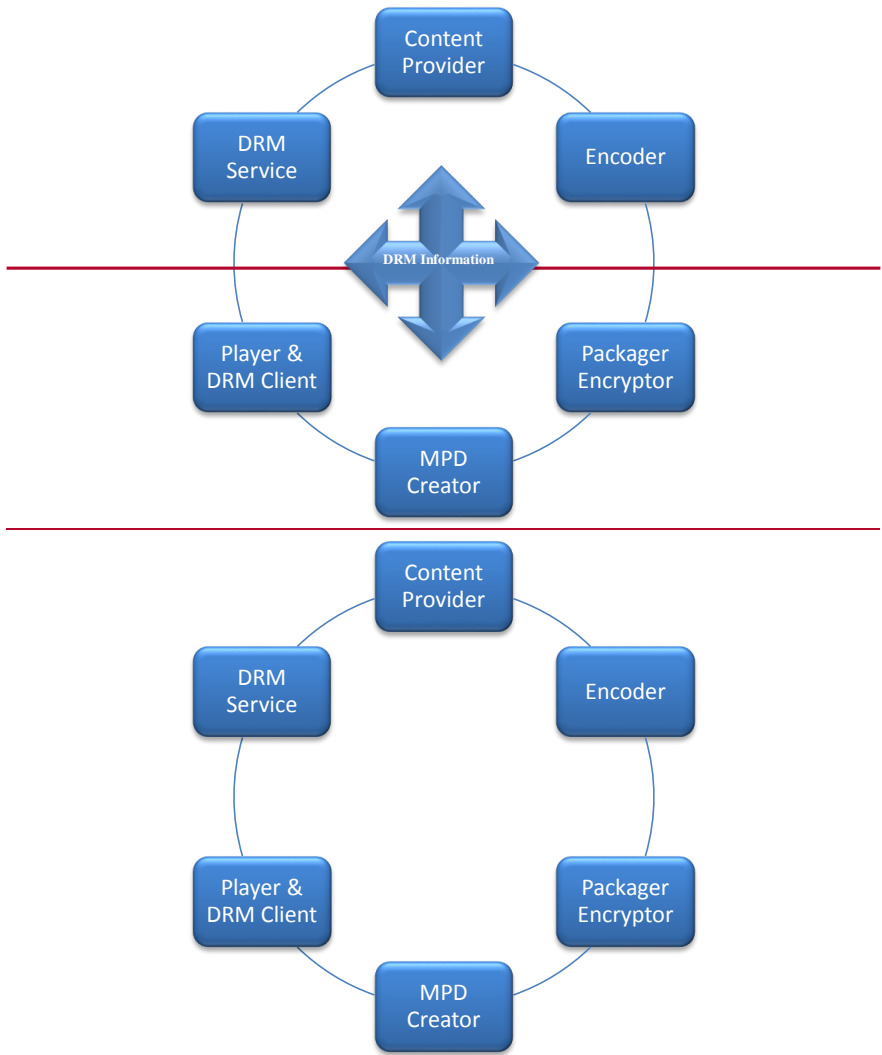 Content
Provider
DRM
Service
Encoder
DRM Information
Player &
DRM Client
Packager
Encryptor
MPD
Creator
Content
Provider
DRM
Service
Encoder
Player &
DRM Client
Packager
Encryptor
MPD
Creator